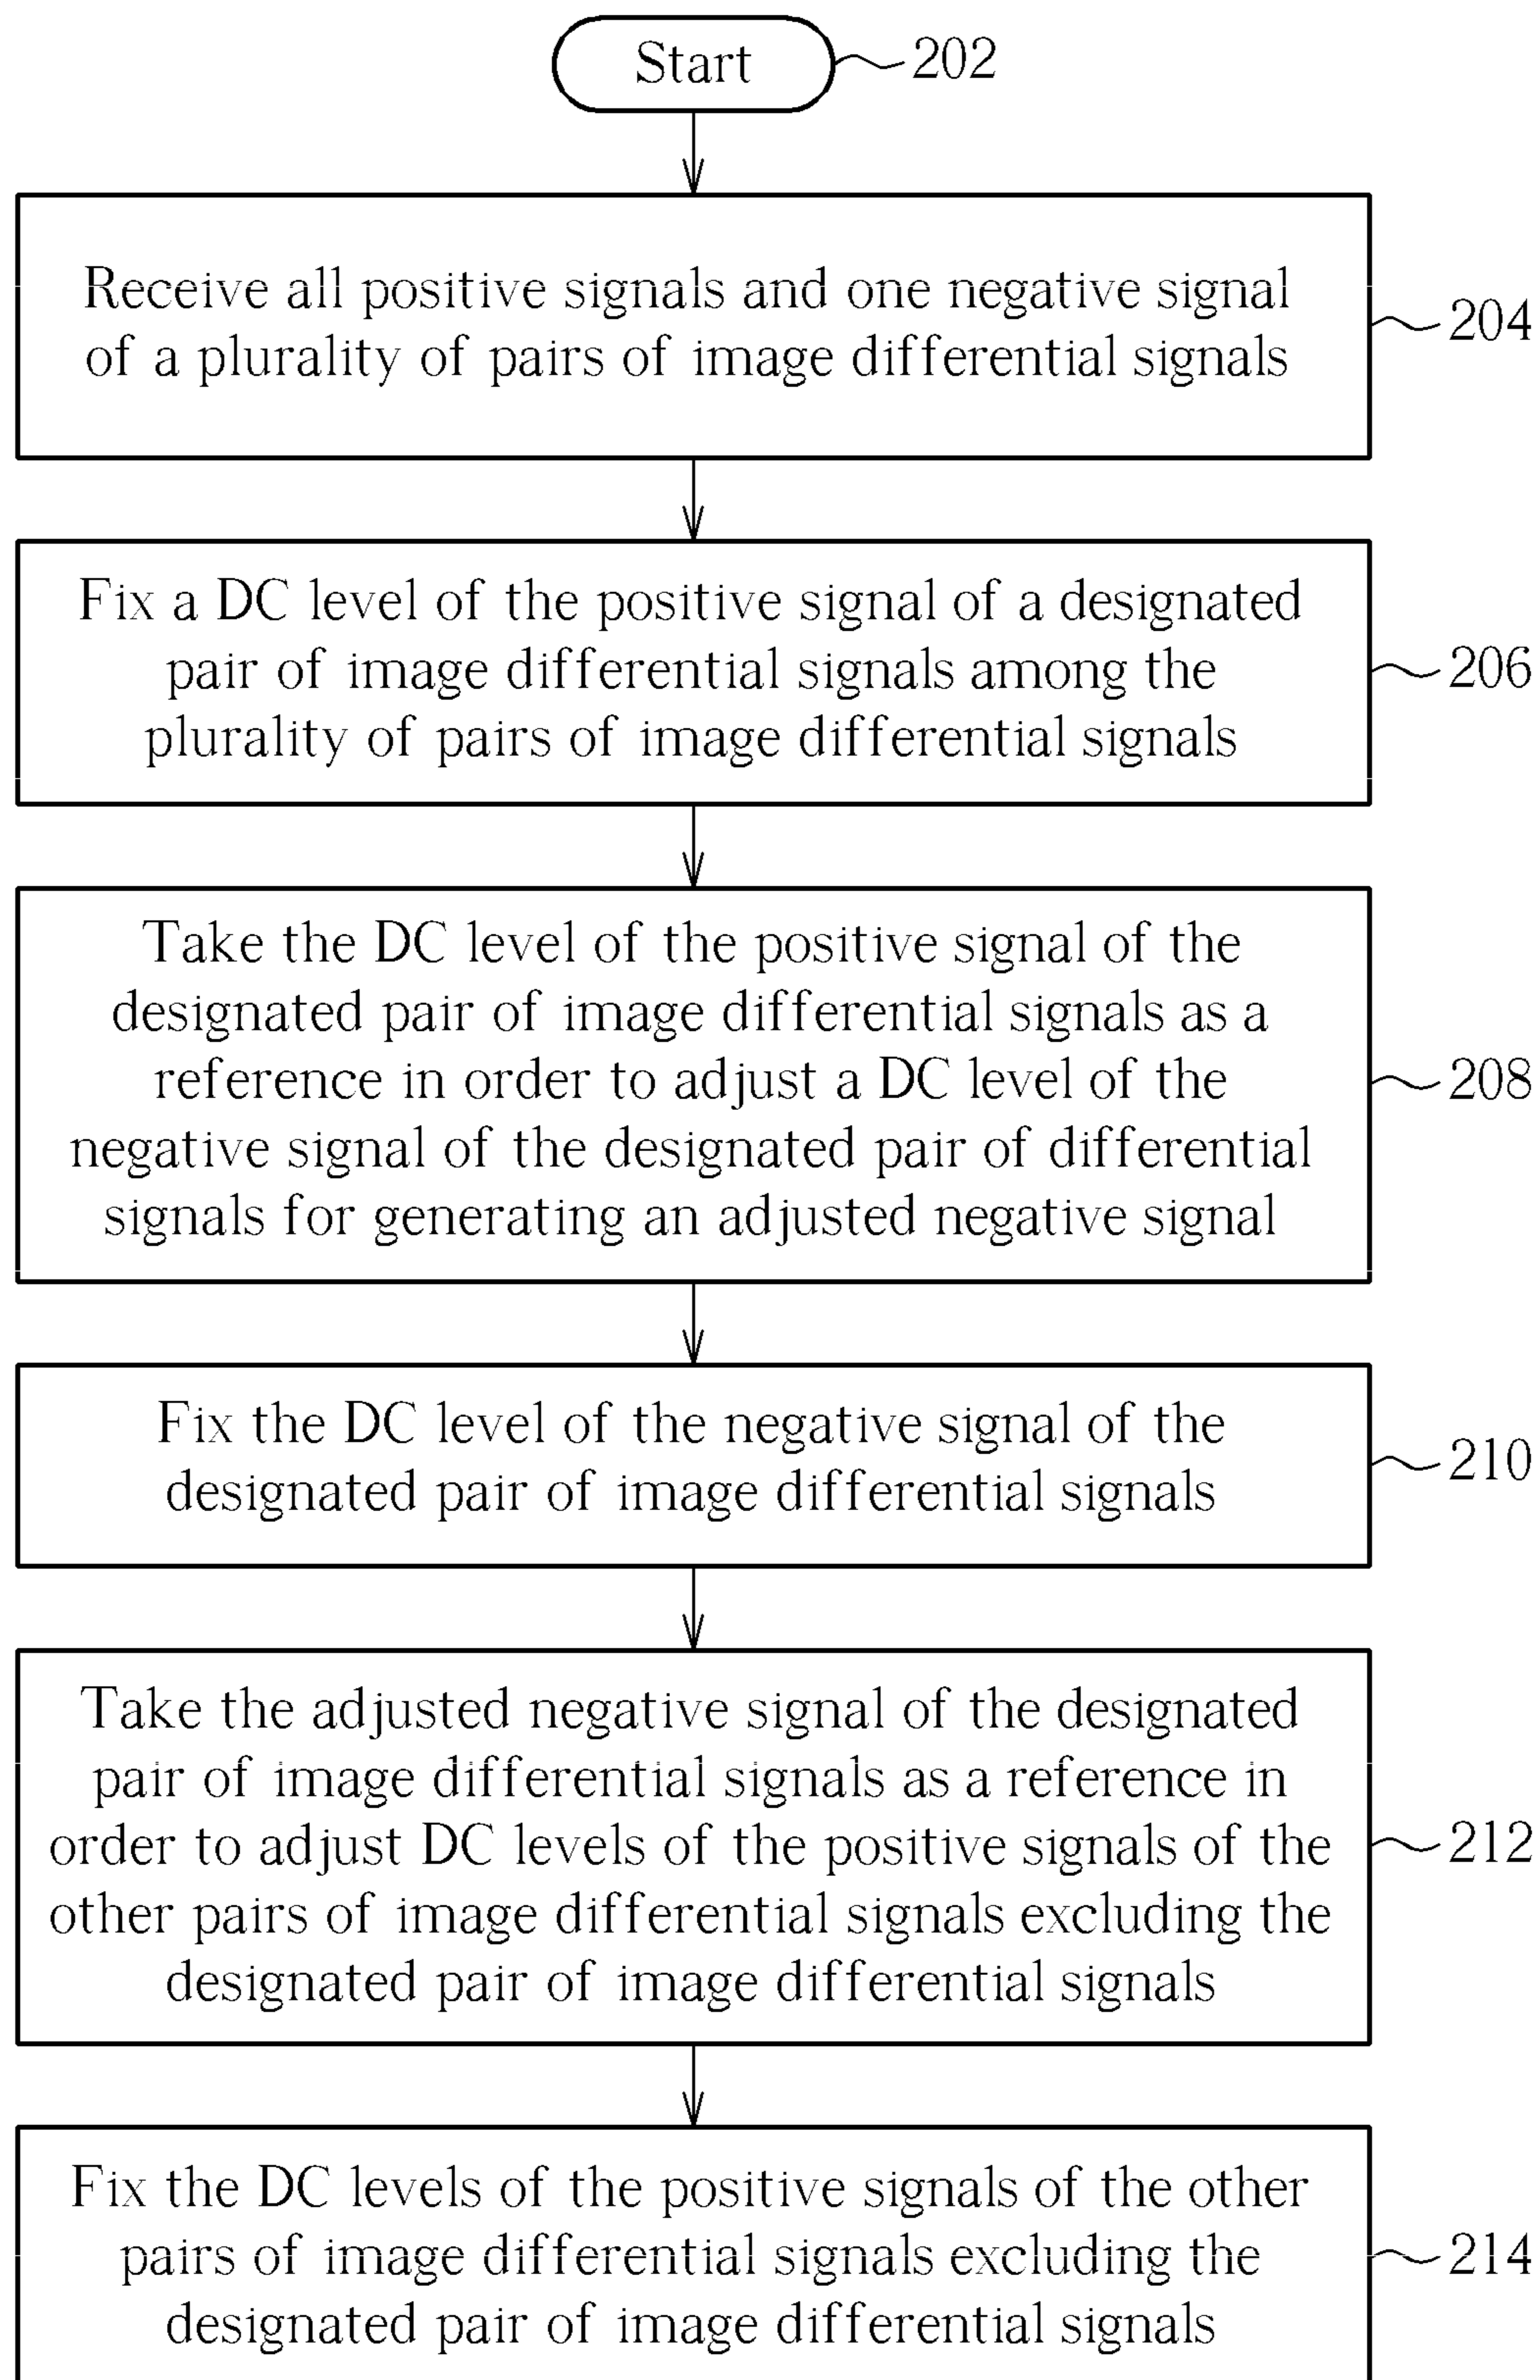 Start
202
Receive all positive signals and one negative signal
of a plurality of pairs of image differential signals
204
Fix a DC level of the positive signal of a designated
pair of image differential signals among the
plurality of pairs of image differential signals
206
Take the DC level of the positive signal of the
designated pair of image differential signals as a
reference in order to adjust a DC level of the
negative signal of the designated pair of differential
signals for generating an adjusted negative signal
208
Fix the DC level of the negative signal of the
designated pair of image differential signals
210
Take the adjusted negative signal of the designated
pair of image differential signals as a reference in
order to adjust DC levels of the positive signals of the
other pairs of image differential signals excluding the
designated pair of image differential signals
212
Fix the DC levels of the positive signals of the other
pairs of image differential signals excluding the
designated pair of image differential signals
214